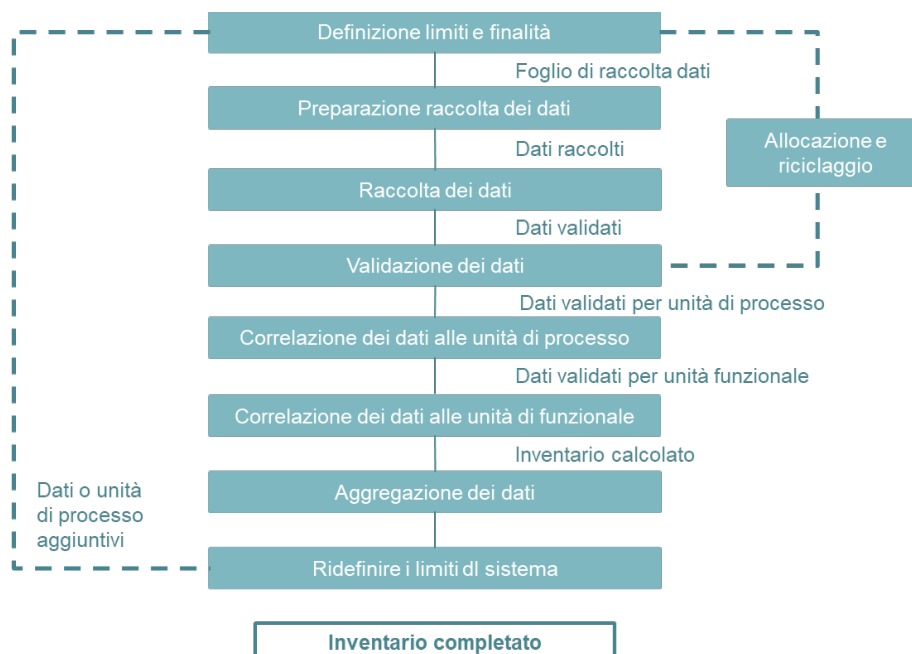 Definizione limiti e finalità
Foglio di raccolta dati
Preparazione raccolta dei dati
Dati raccolti
Allocazione e
riciclaggio
Raccolta dei dati
Dati validati
Validazione dei dati
Dati validati per unità di processo
Correlazione dei dati alle unità di processo
Dati validati per unità funzionale
Correlazione dei dati alle unità di funzionale
Inventario calcolato
Aggregazione dei dati
Dati o unità
di processo
aggiuntivi
Ridefinire i limiti dI sistema
Inventario completato